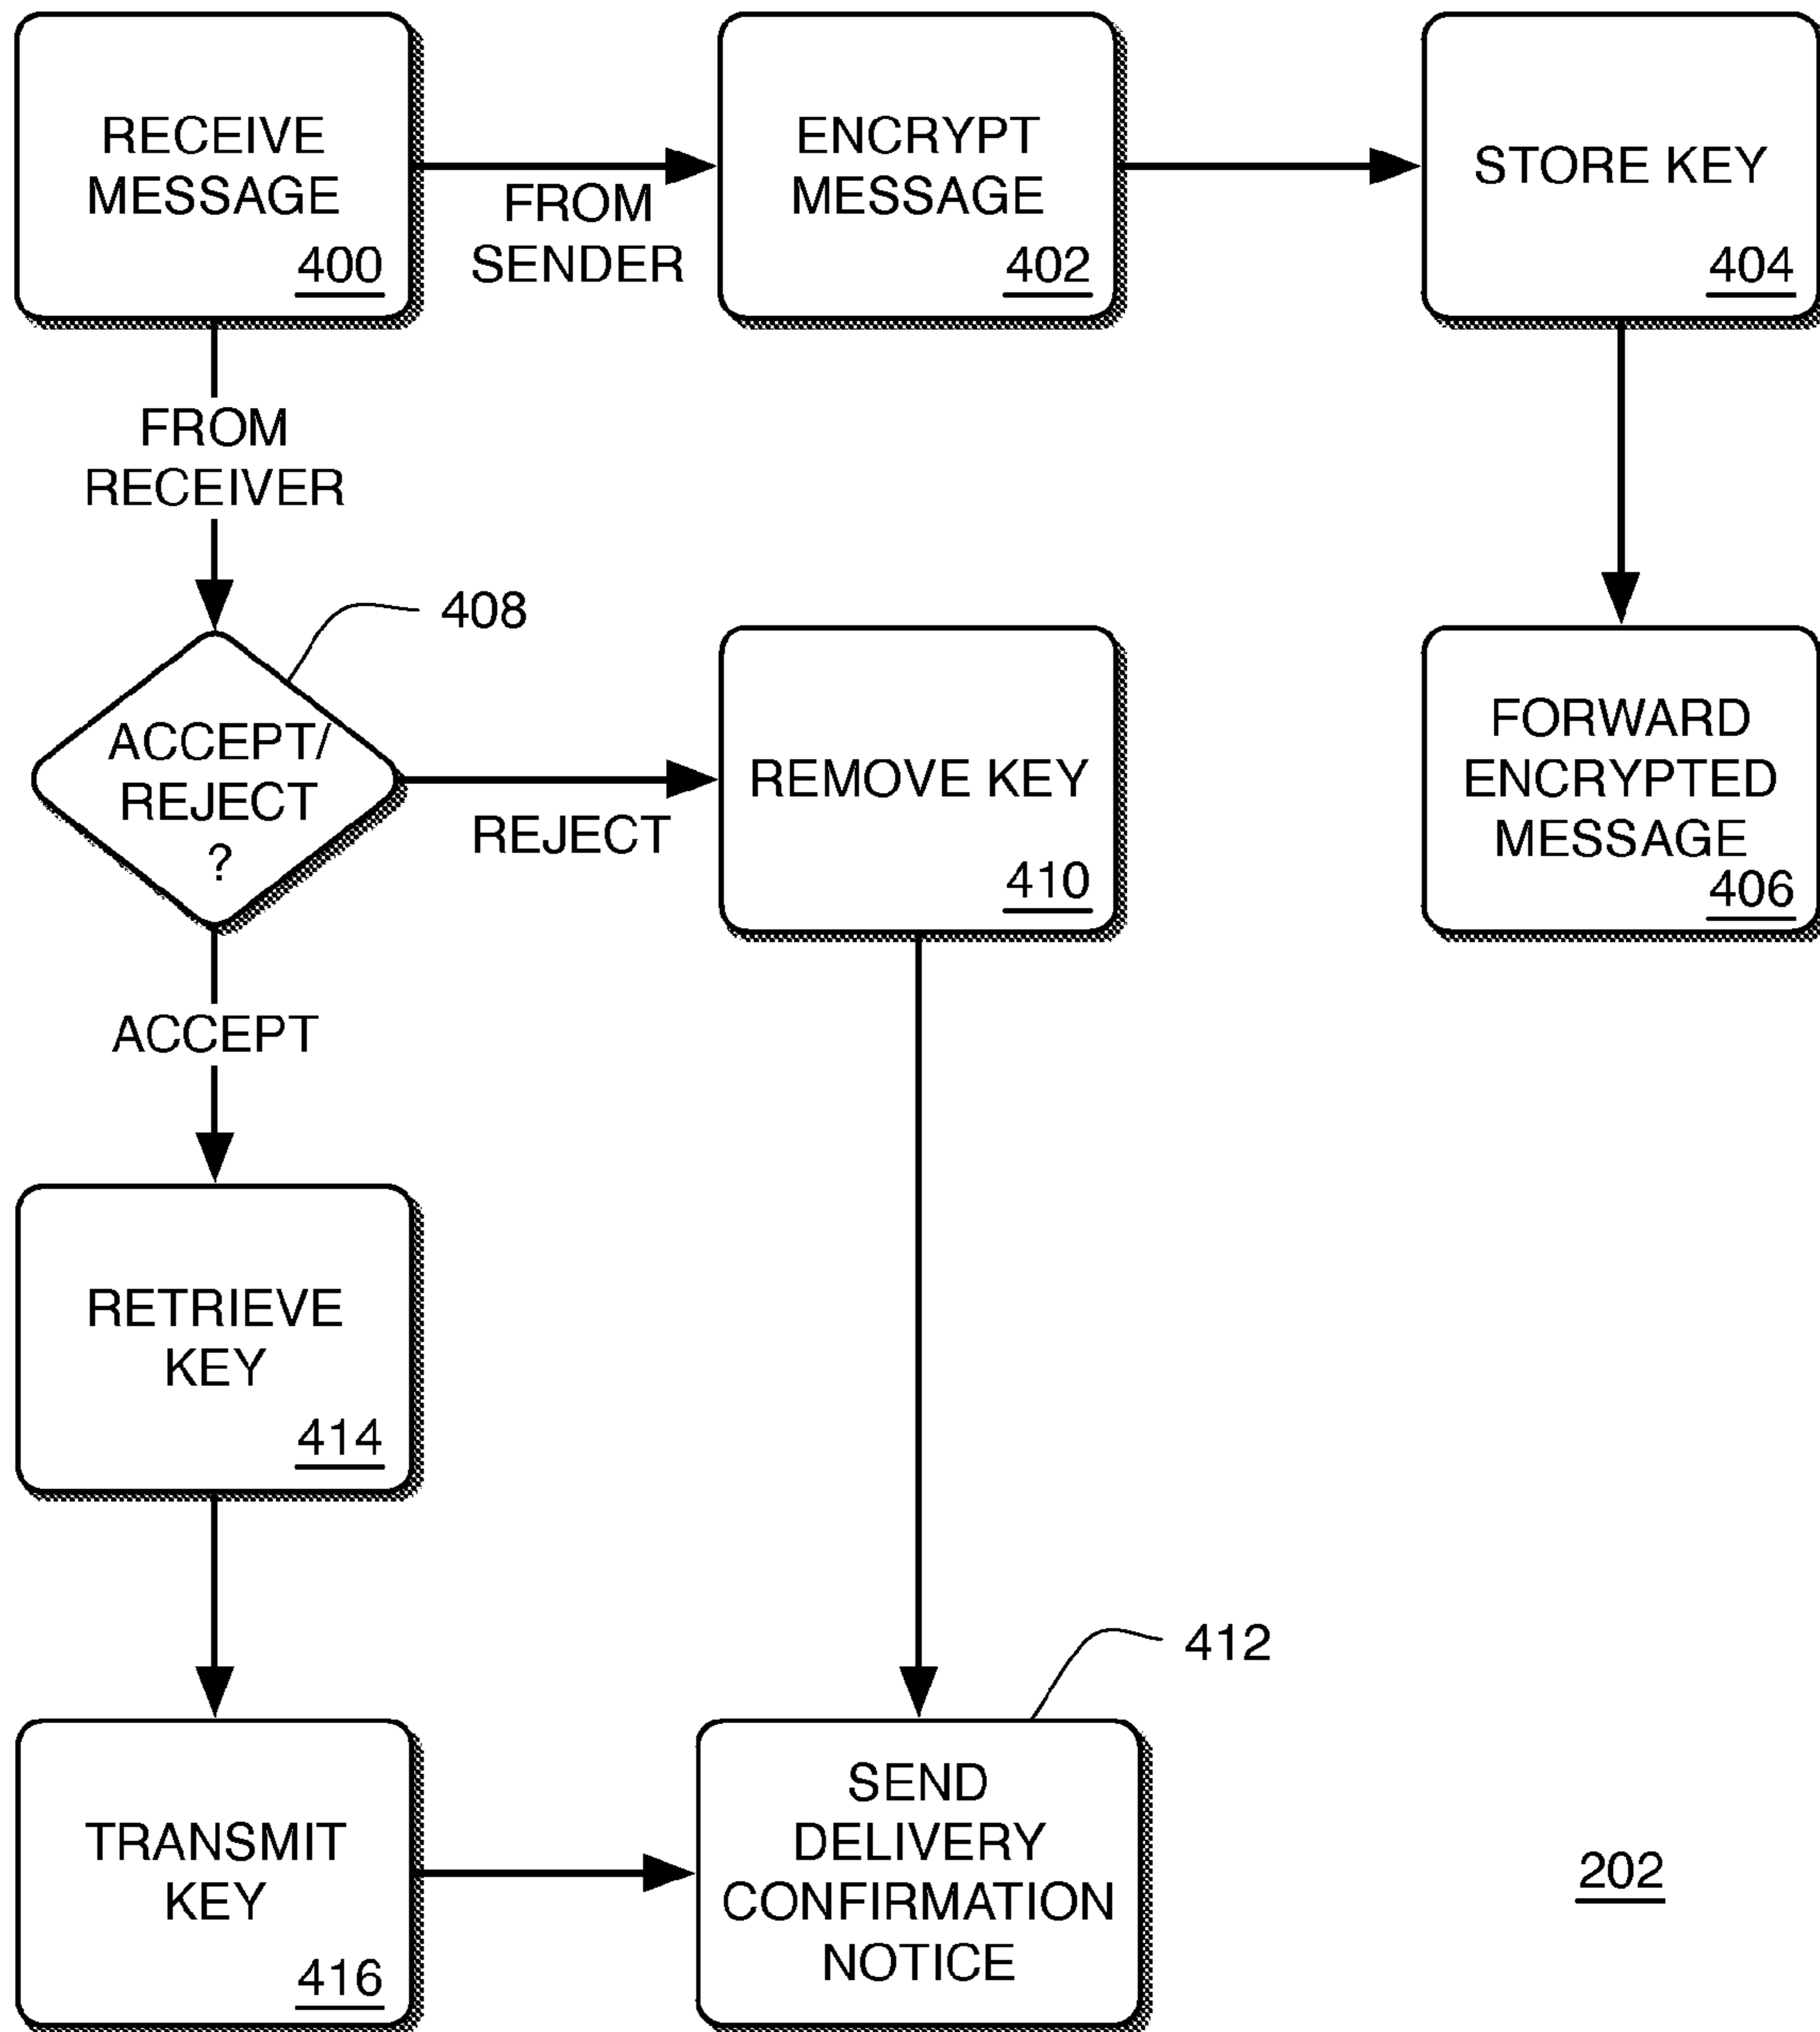 RECEIVE
MESSAGE
400
FROM
SENDER
ENCRYPT
MESSAGE
402
STORE KEY
404
FROM
RECEIVER
408
ACCEPT/
REJECT
?
REJECT
REMOVE KEY
410
FORWARD
ENCRYPTED
MESSAGE
406
ACCEPT
RETRIEVE
KEY
414
412
TRANSMIT
KEY
416
SEND
DELIVERY
CONFIRMATION
NOTICE
202